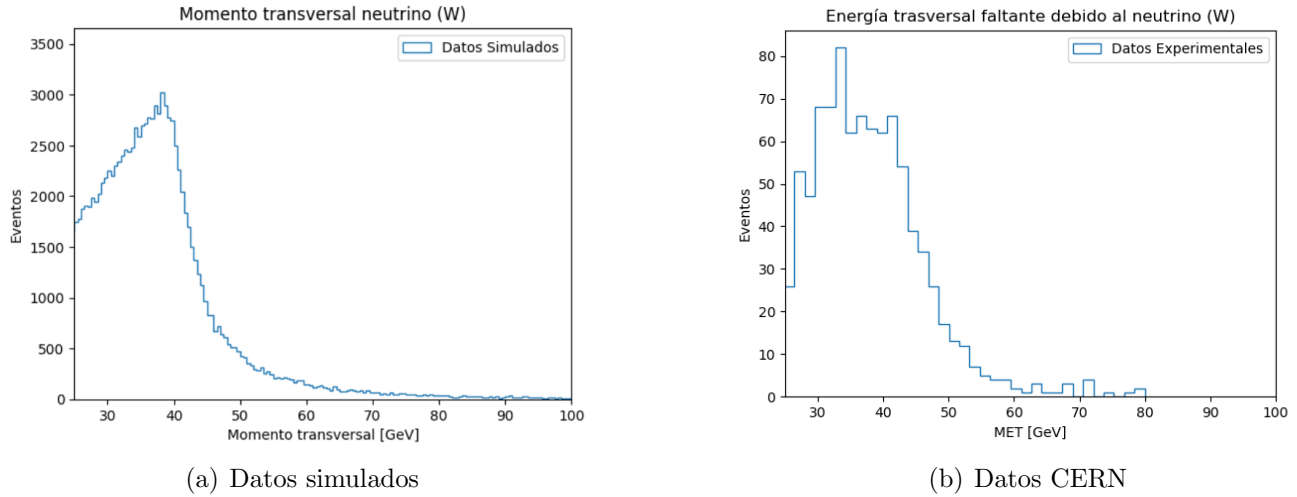 Momento transversal neutrino (W)
Datos Simulados
3500
3000
2500
2000
1500
1000
500
0
Eventos
30 40 50 60 70 80 90 100
Momento transversal [GeV]
(a) Datos simulados
Energía trasversal faltante debido al neutrino (W)
Datos Experimentales
80
70
60
50
40
30
20
10
0
Eventos
30 40 50 60 70 80 90 100
MET [GeV]
(b) Datos CERN